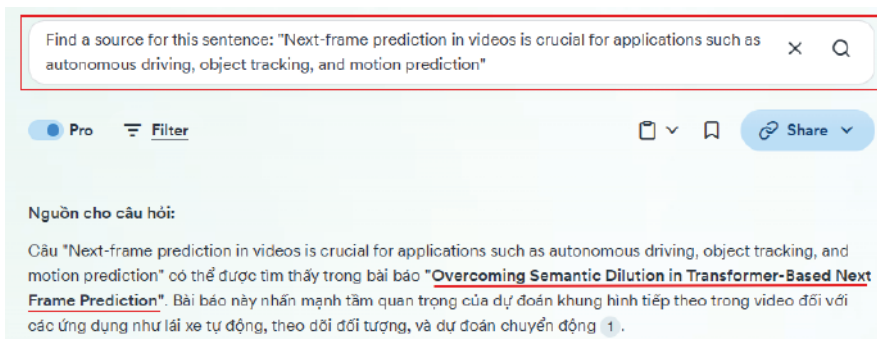 Find a source for this sentence: "Next-frame prediction in videos is crucial for applications such as
autonomous driving, object tracking, and motion prediction"
Pro Filter Share
Nguồn cho câu hỏi:
Câu "Next-frame prediction in videos is crucial for applications such as autonomous driving, object tracking, and
motion prediction" có thể được tìm thấy trong bài báo "Overcoming Semantic Dilution in Transformer-Based Next
Frame Prediction". Bài báo này nhấn mạnh tầm quan trọng của dự đoán khung hình tiếp theo trong video đối với
các ứng dụng như lái xe tự động, theo dõi đối tượng, và dự đoán chuyển động 1.